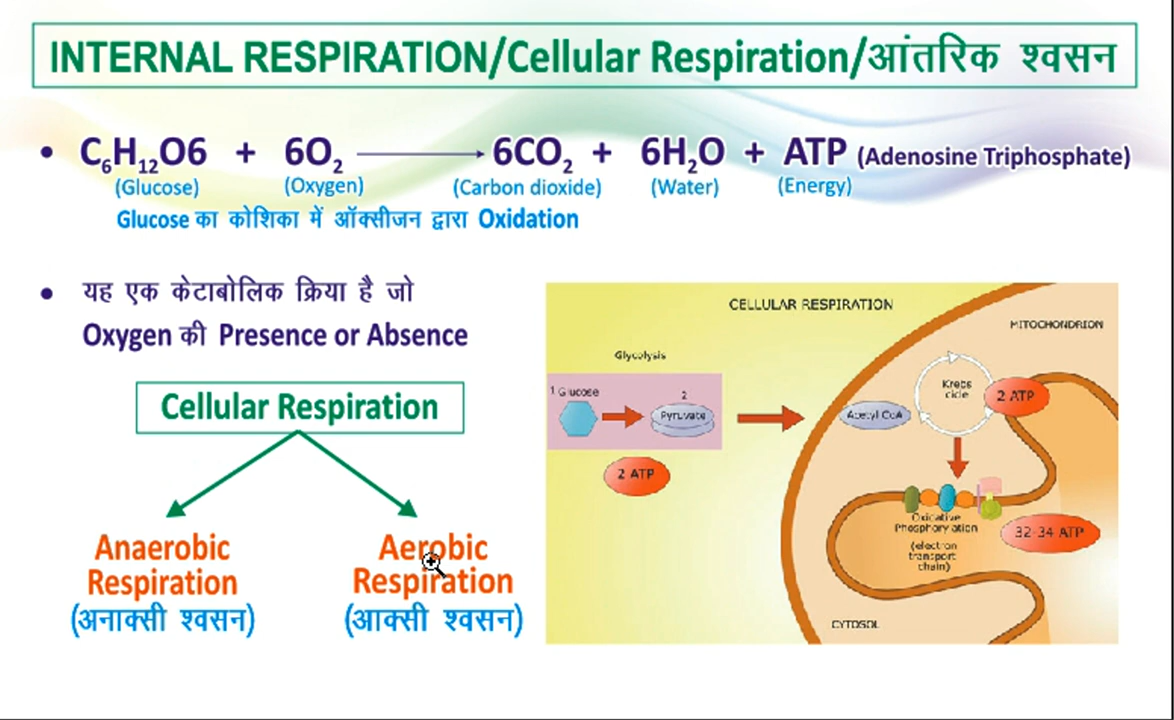 INTERNAL RESPIRATION/Cellular Respiration/आंतरिक श्वसन
• C₆H₁₂O6 + 6O₂ → 6CO₂ + 6H₂O + ATP (Adenosine Triphosphate)
(Glucose) (Oxygen) (Carbon dioxide) (Water) (Energy)
Glucose का कोशिका में ऑक्सीजन द्वारा Oxidation
• यह एक केटाबोलिक क्रिया है जो
Oxygen की Presence or Absence
Cellular Respiration
Anaerobic
Respiration
(अनाक्सी श्वसन)
Aerobic
Respiration
(आक्सी श्वसन)
CELLULAR RESPIRATION
MITOCHONDRION
Glycolysis
1 Glucose
2
Pyruvate
2 ATP
Acetyl CoA
Krebs
cicle
2 ATP
Oxidative
Phosphorylation
(electron
transport
chain)
32-34 ATP
CYTOSOL